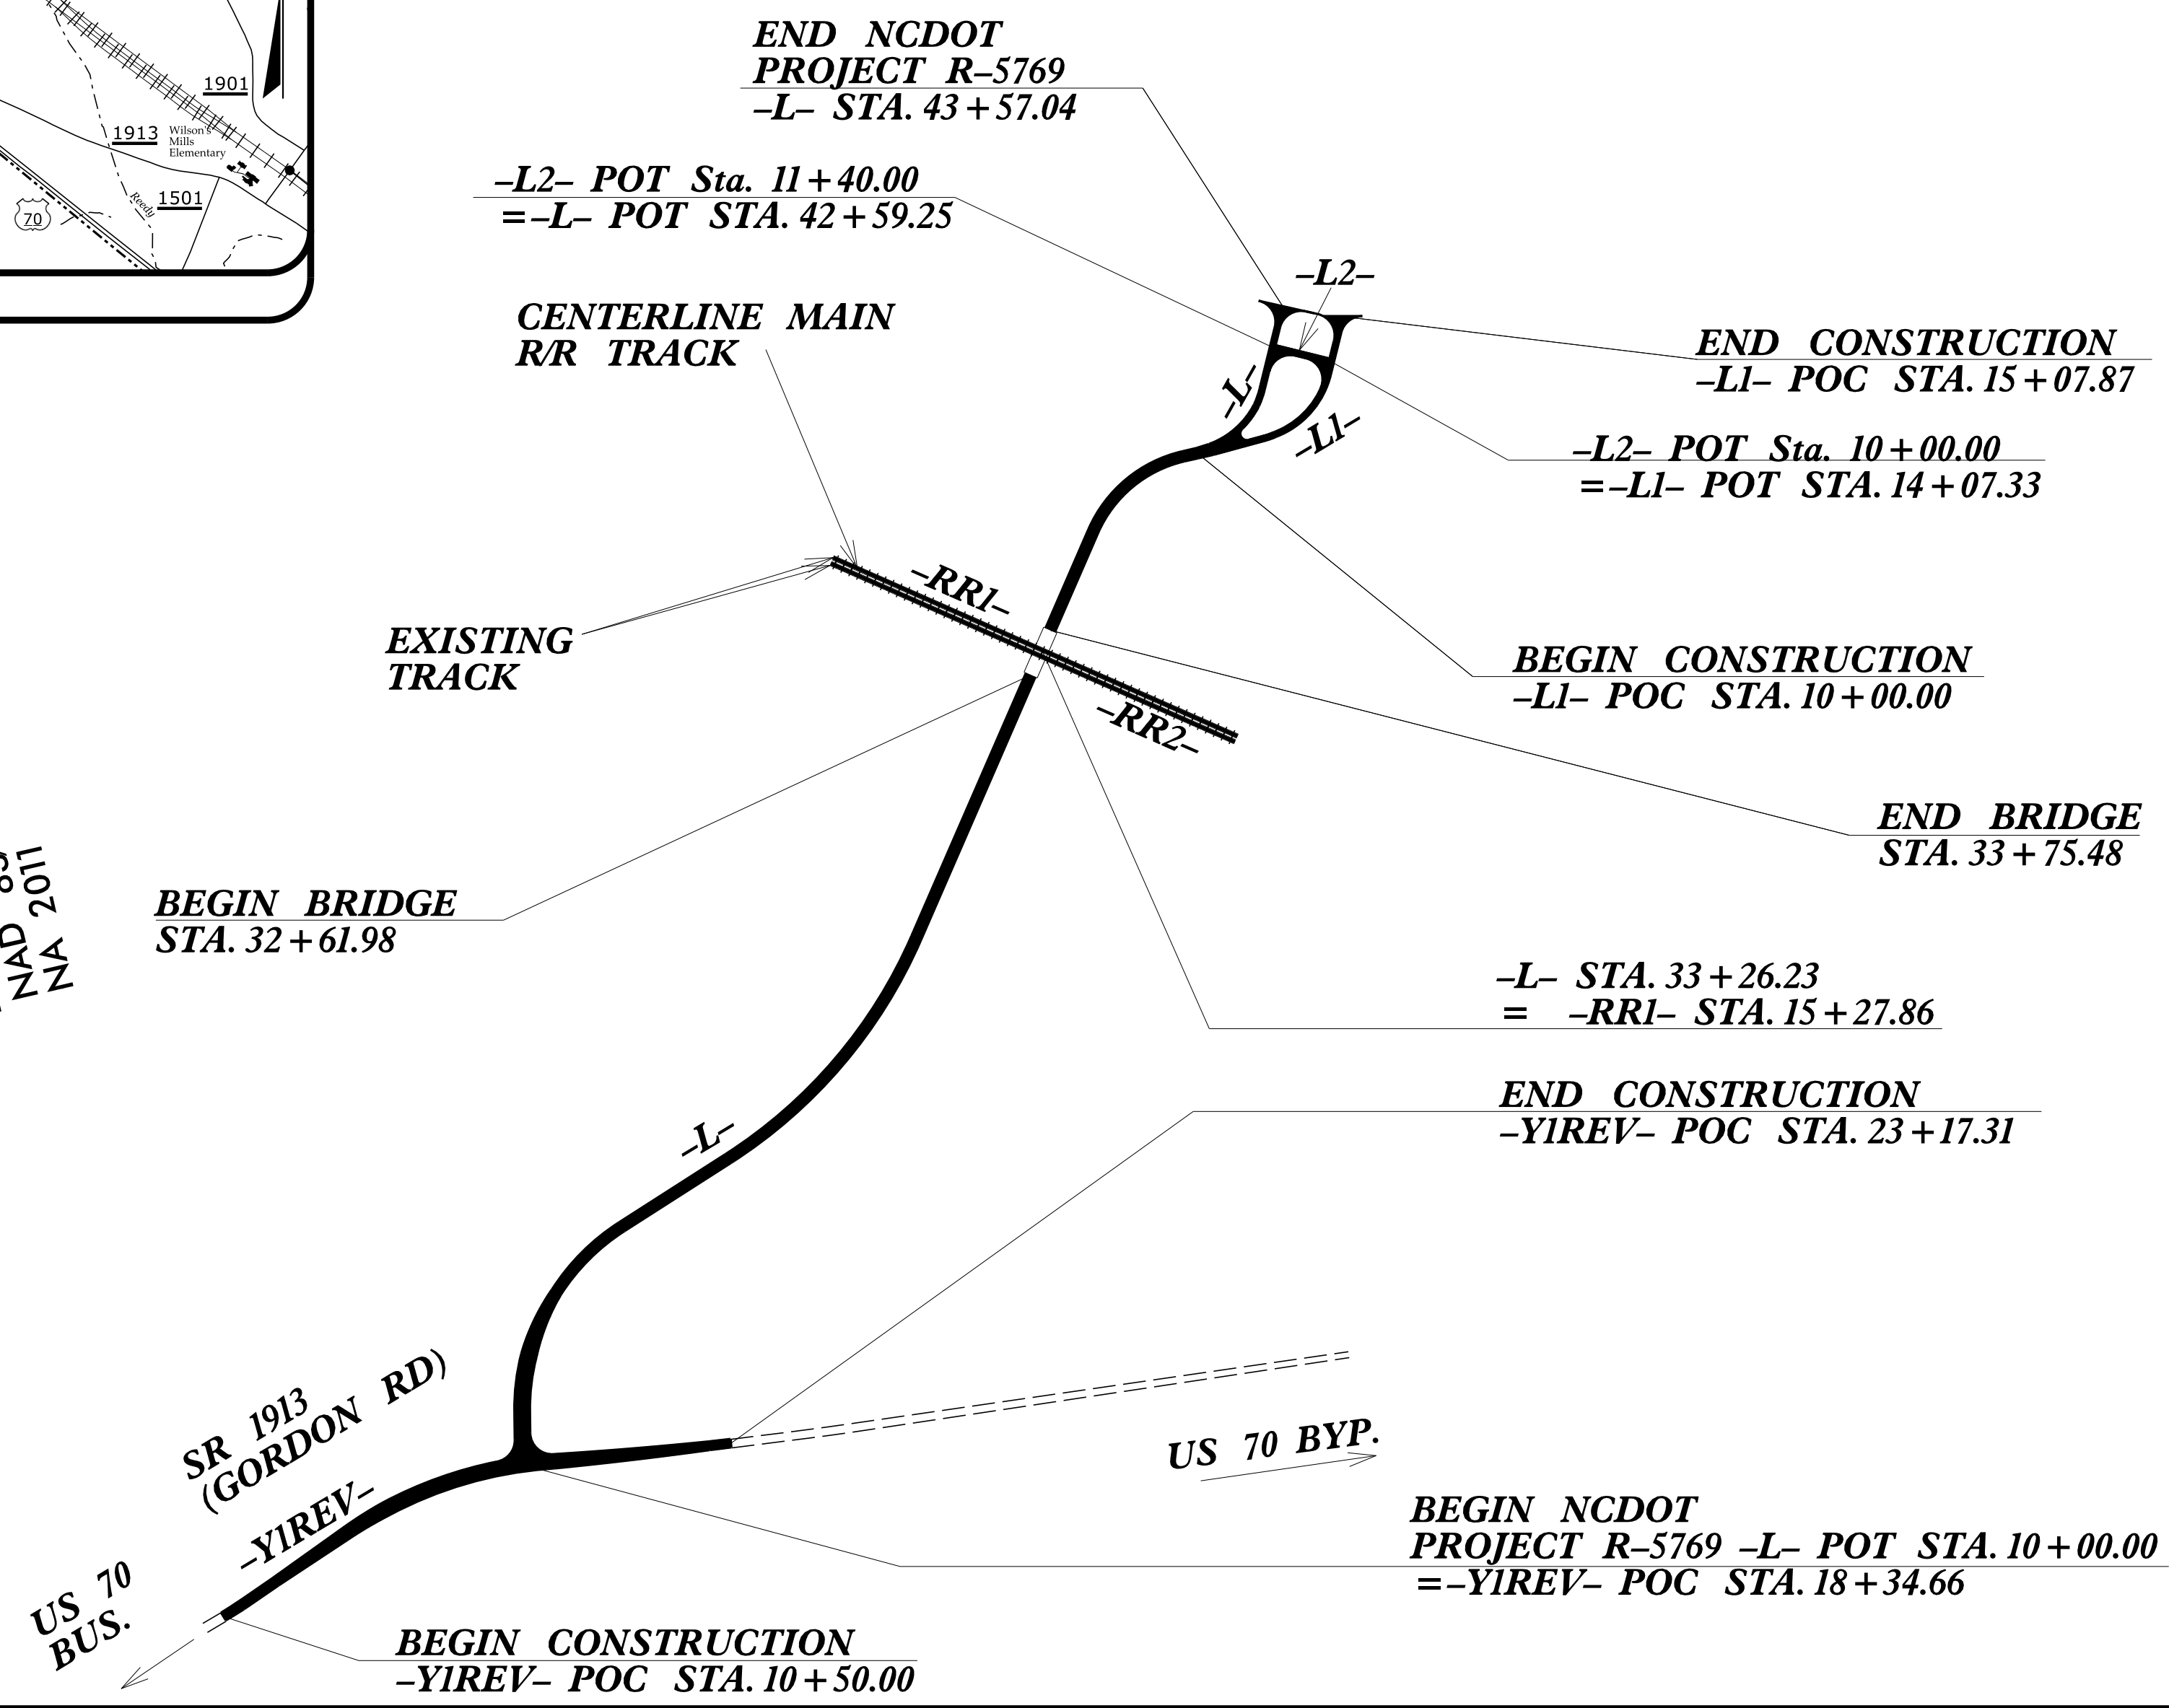 END NCDOT
PROJECT R-5769
-L- STA. 43+57.04
1901
1913
Wilson's
Mills
Elementary
1501
Reedy
70
-L2- POT Sta. 11+40.00
=-L- POT STA. 42+59.25
-L2-
CENTERLINE MAIN
R/R TRACK
END CONSTRUCTION
-L1- POC STA. 15+07.87
-L-
-L1-
-L2- POT Sta. 10+00.00
=-L1- POT STA. 14+07.33
-RR1-
EXISTING
TRACK
BEGIN CONSTRUCTION
-L1- POC STA. 10+00.00
-RR2-
END BRIDGE
STA. 33+75.48
NAD 83/
NA 2011
BEGIN BRIDGE
STA. 32+61.98
-L- STA. 33+26.23
= -RR1- STA. 15+27.86
END CONSTRUCTION
-Y1REV- POC STA. 23+17.31
-L-
SR 1913
(GORDON RD)
US 70 BYP.
-Y1REV-
BEGIN NCDOT
PROJECT R-5769 -L- POT STA. 10+00.00
=-Y1REV- POC STA. 18+34.66
US 70
BUS.
BEGIN CONSTRUCTION
-Y1REV- POC STA. 10+50.00